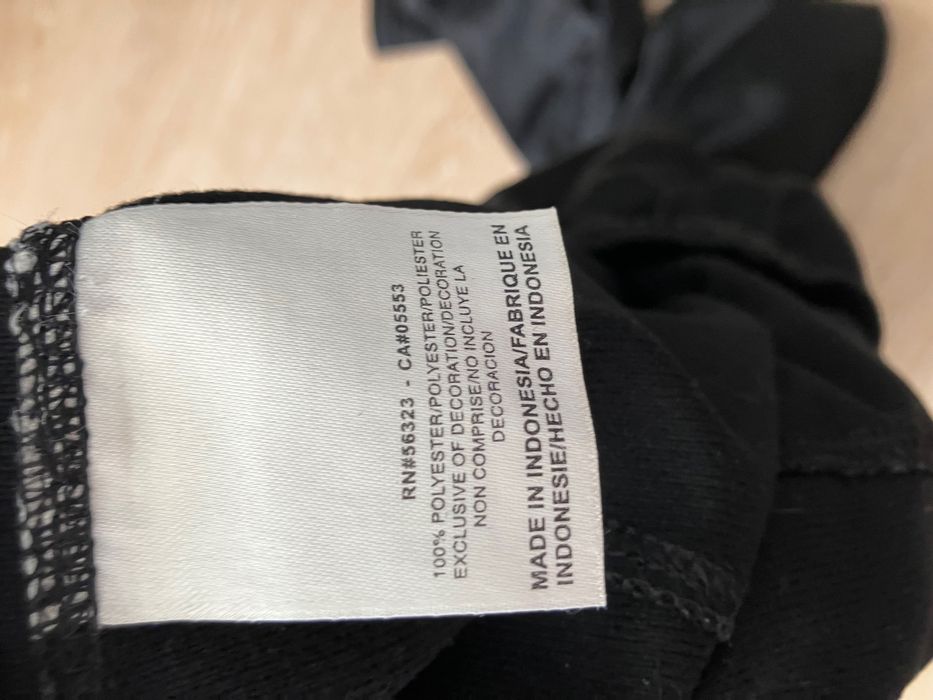 RN#56323 - CA#05553
100% POLYESTER/POLYESTER/POLIESTER
EXCLUSIVE OF DECORATION/DECORATION
NON COMPRISE/NO INCLUYE LA
DECORACION
MADE IN INDONESIA/FABRIQUE EN
INDONESIE/HECHO EN INDONESIA